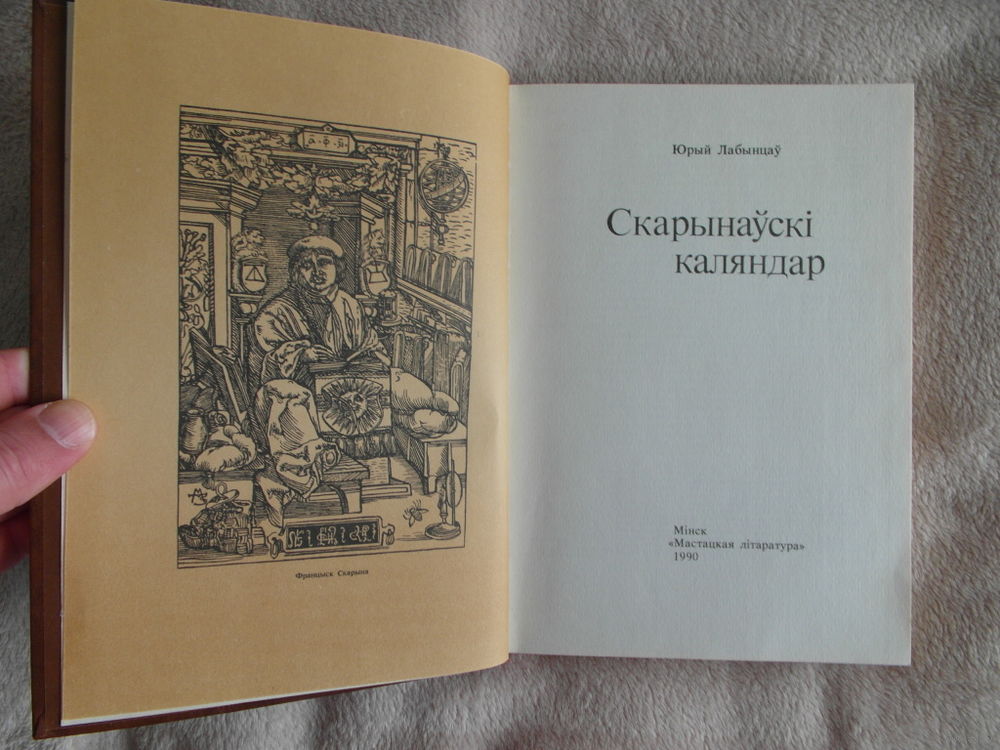 Францыск Скарына
Юрый Лабынцаў
Скарынаўскі
каляндар
Мінск
«Мастацкая літаратура»
1990